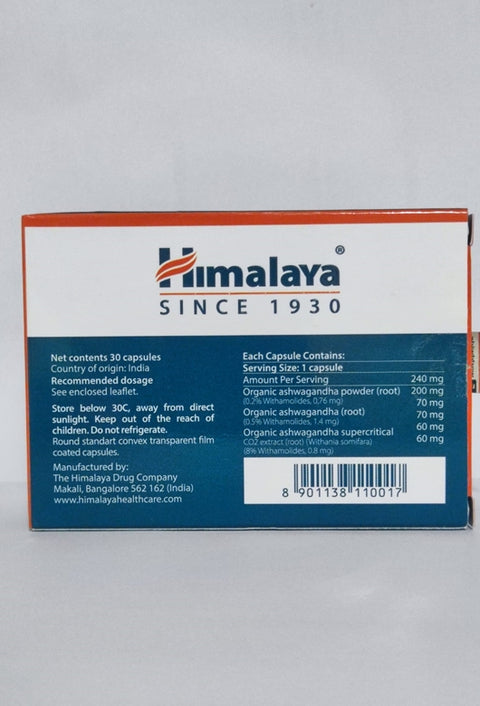 Himalaya®
SINCE 1930
Net contents 30 capsules
Country of origin: India
Recommended dosage
See enclosed leaflet.
Store below 30C, away from direct
sunlight. Keep out of the reach of
children. Do not refrigerate.
Round standart convex transparent film
coated capsules.
Manufactured by:
The Himalaya Drug Company
Makali, Bangalore 562 162 (India)
www.himalayahealthcare.com
Each Capsule Contains:
Serving Size: 1 capsule
Amount Per Serving 240 mg
Organic ashwagandha powder (root) 200 mg
(0.2% Withamolides, 0,76 mg) 70 mg
Organic ashwagandha (root) 70 mg
(0.5% Withamolides, 1.4 mg) 60 mg
Organic ashwagandha supercritical 60 mg
CO2 extract (root) (Withania somifara)
(8% Withamolides, 0.8 mg)
8 901138 110017